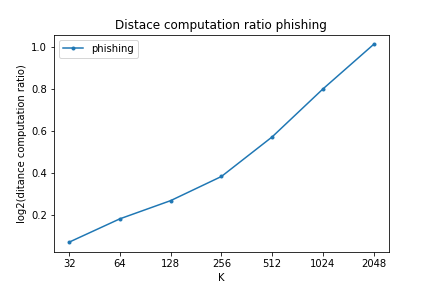 Distace computation ratio phishing
phishing
log2(ditance computation ratio)
1.0
0.8
0.6
0.4
0.2
32 64 128 256 512 1024 2048
K